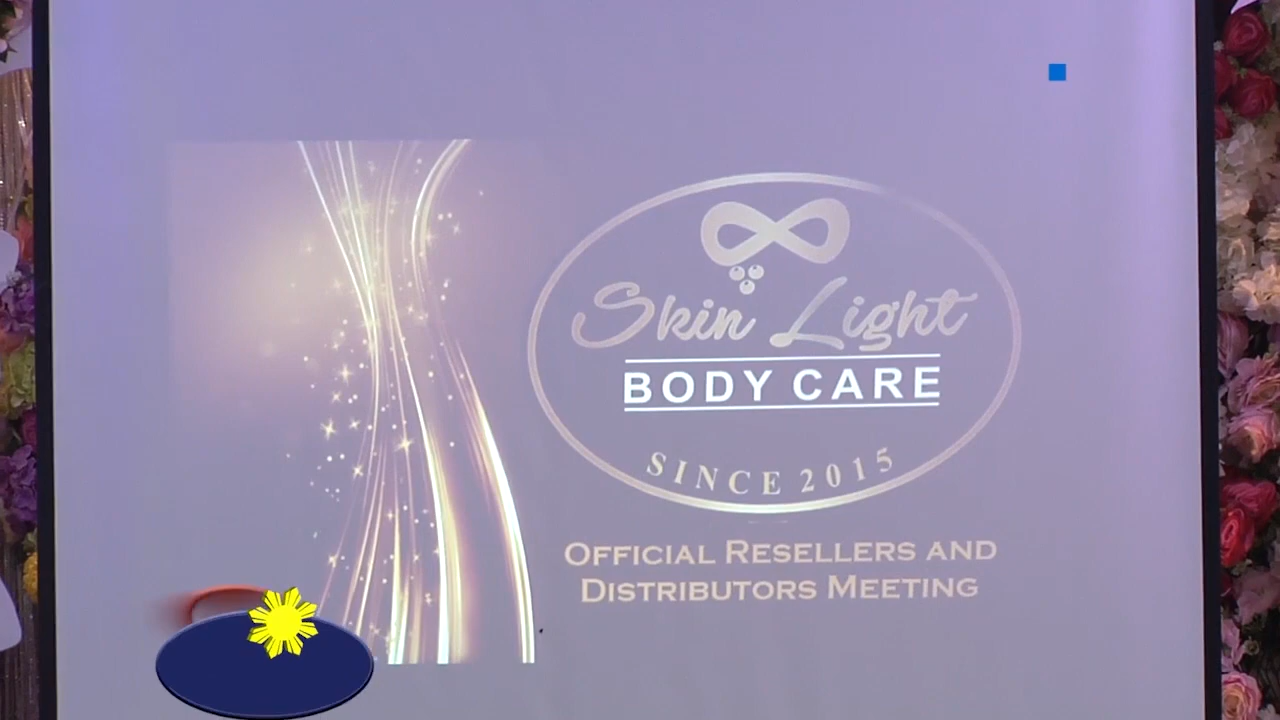 Skin Light
BODY CARE
SINCE 2015
OFFICIAL RESELLERS AND
DISTRIBUTORS MEETING